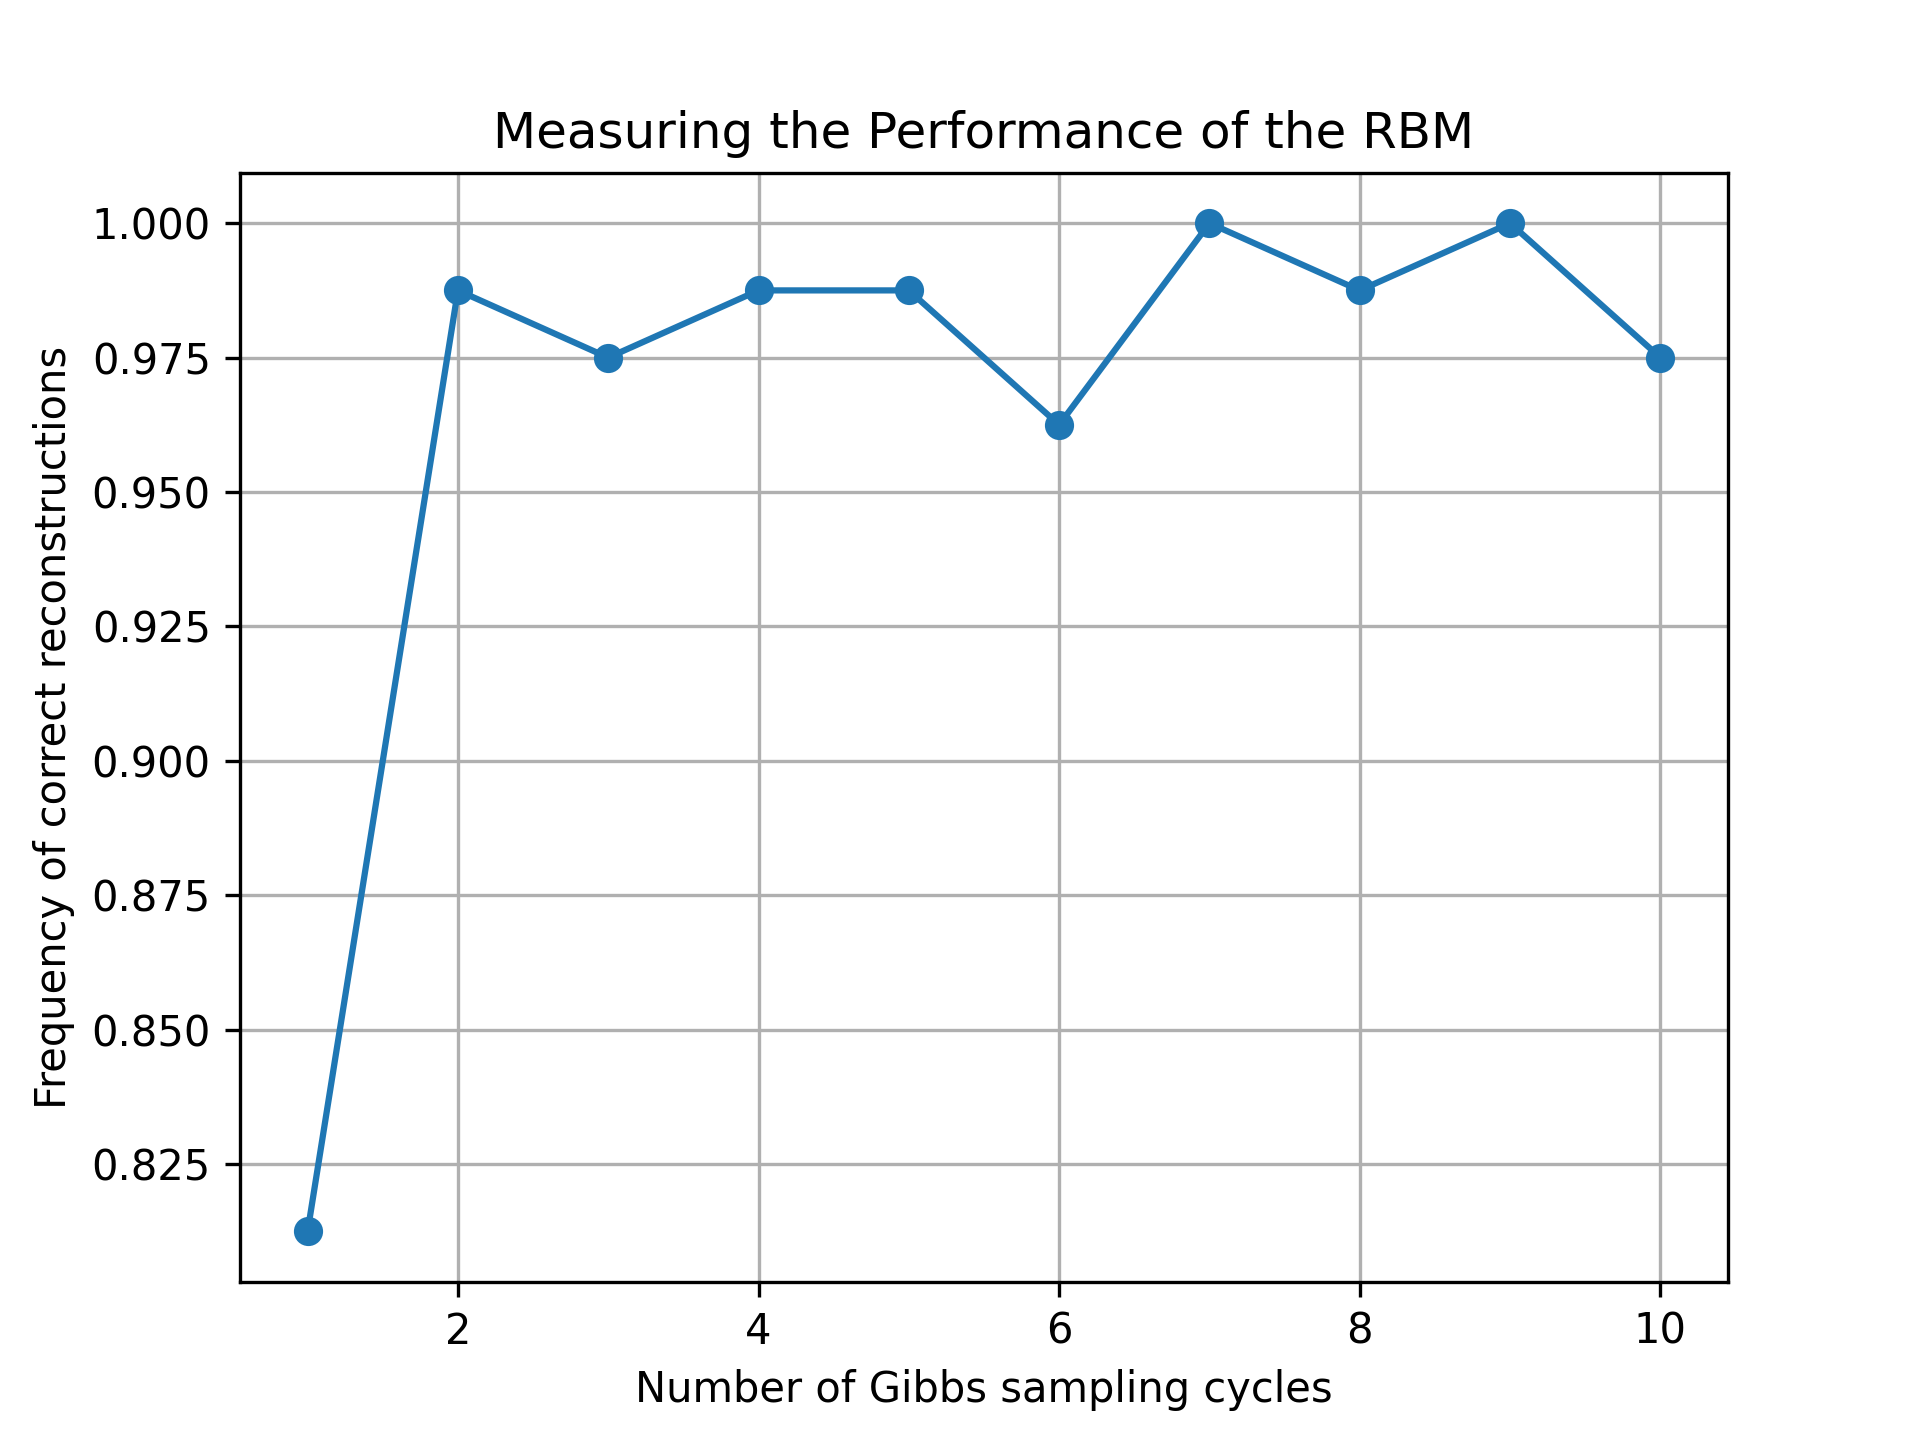 Measuring the Performance of the RBM
1.000
0.975
0.950
0.925
0.900
0.875
0.850
0.825
Frequency of correct reconstructions
2 4 6 8 10
Number of Gibbs sampling cycles